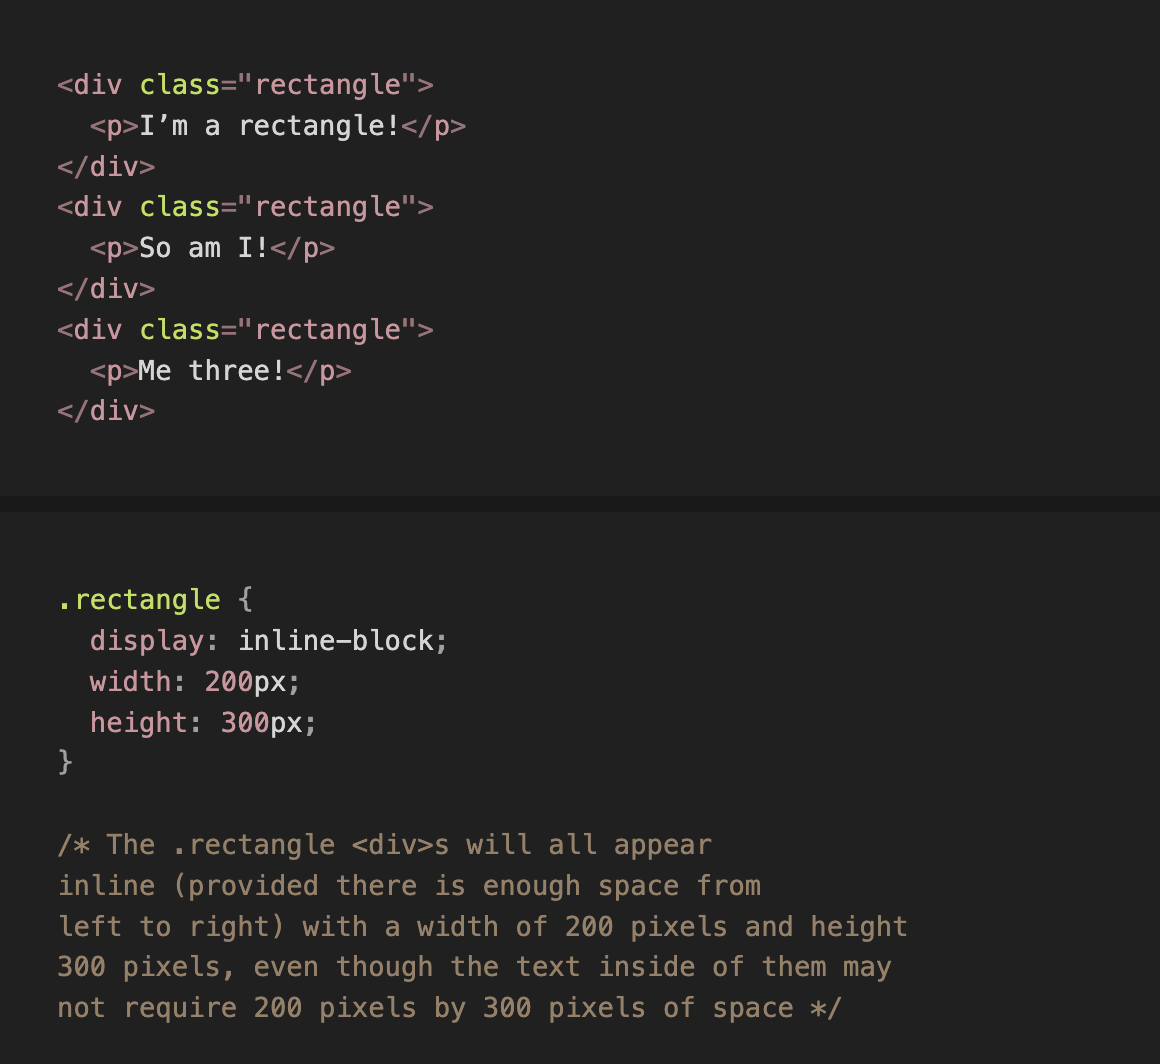 <div class="rectangle">
  <p>I’m a rectangle!</p>
</div>
<div class="rectangle">
  <p>So am I!</p>
</div>
<div class="rectangle">
  <p>Me three!</p>
</div>
.rectangle {
  display: inline-block;
  width: 200px;
  height: 300px;
}
/* The .rectangle <div>s will all appear
inline (provided there is enough space from
left to right) with a width of 200 pixels and height
300 pixels, even though the text inside of them may
not require 200 pixels by 300 pixels of space */